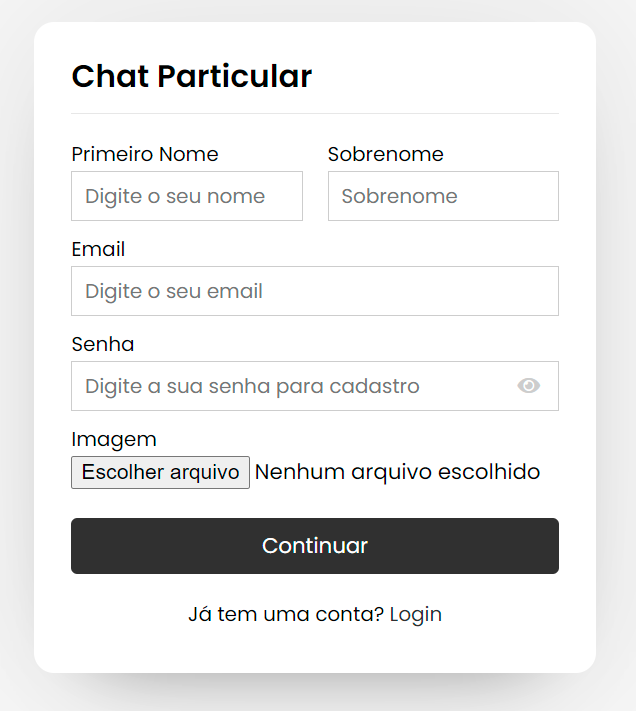 Chat Particular
Primeiro Nome Sobrenome
Digite o seu nome Sobrenome
Email
Digite o seu email
Senha
Digite a sua senha para cadastro
Imagem
Escolher arquivo Nenhum arquivo escolhido
Continuar
Já tem uma conta? Login